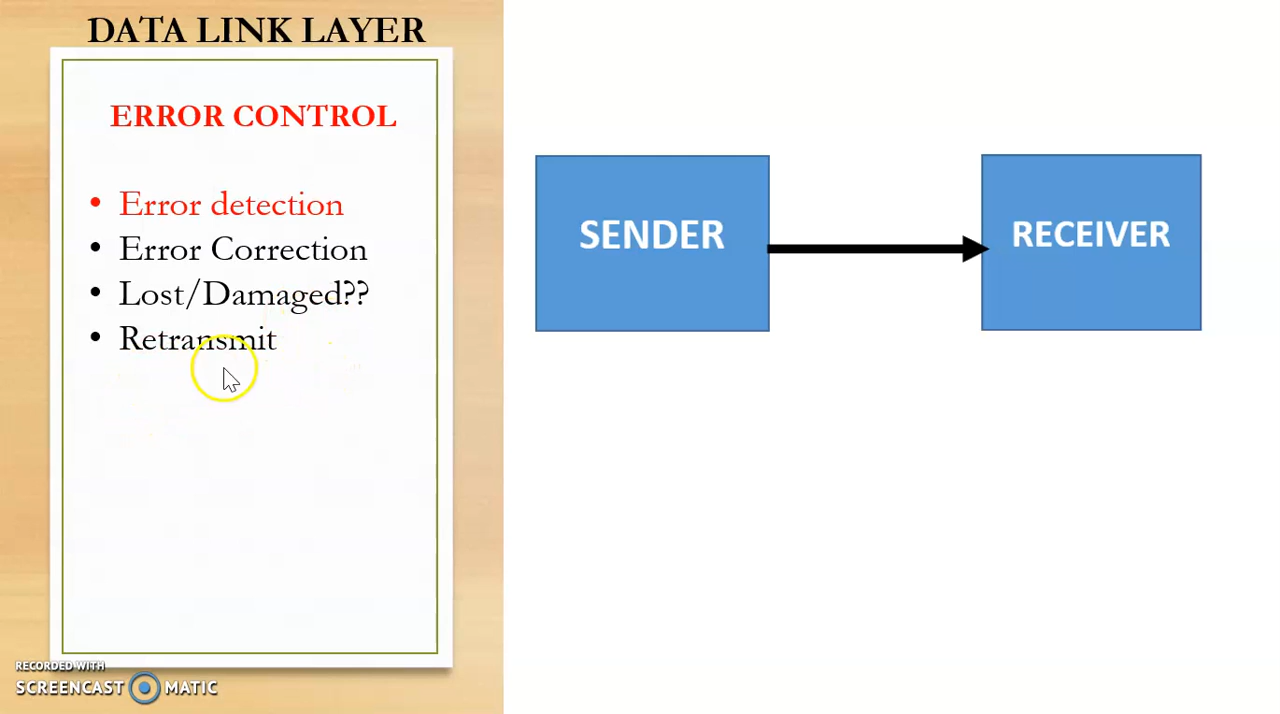 DATA LINK LAYER
ERROR CONTROL
• Error detection
• Error Correction
• Lost/Damaged??
• Retransmit
SENDER
RECEIVER
RECORDED WITH
SCREENCAST MATIC